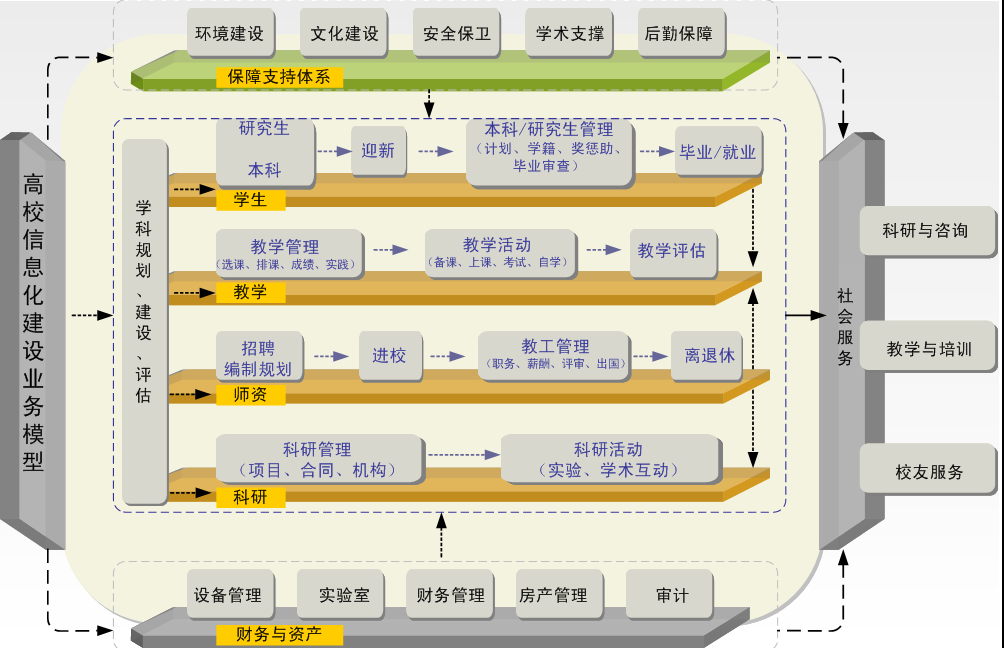 环境建设
文化建设
安全保卫
学术支撑
后勤保障
保障支持体系
高校信息化建设业务模型
学科规划、建设、评估
研究生
本科
迎新
本科/研究生管理
（计划、学籍、奖惩助、
毕业审查）
毕业/就业
学生
教学管理
（选课、排课、成绩、实践）
教学活动
（备课、上课、考试、自学）
教学评估
教学
招聘
编制规划
进校
教工管理
（职务、薪酬、评审、出国）
离退休
师资
科研管理
（项目、合同、机构）
科研活动
（实验、学术互动）
科研
社会服务
科研与咨询
教学与培训
校友服务
设备管理
实验室
财务管理
房产管理
审计
财务与资产